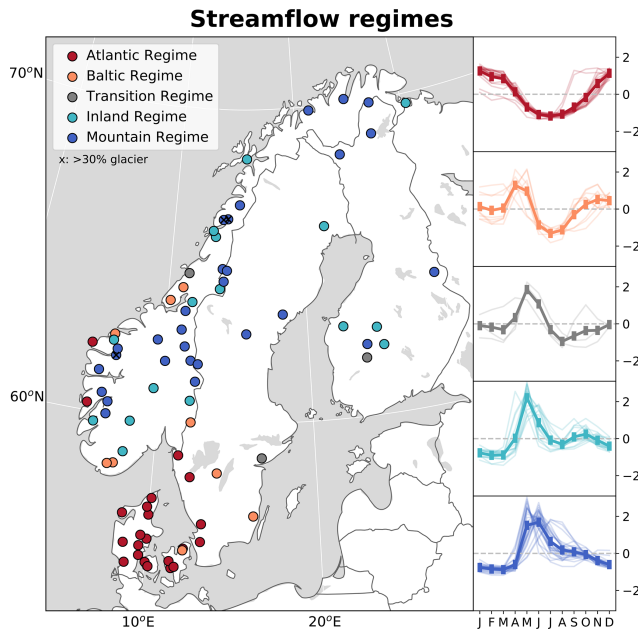 Streamflow regimes
Atlantic Regime
Baltic Regime
Transition Regime
Inland Regime
Mountain Regime
x: >30% glacier
70°N
60°N
10°E
20°E
2
0
−2
2
0
−2
2
0
−2
2
0
−2
2
0
−2
J F M A M J J A S O N D